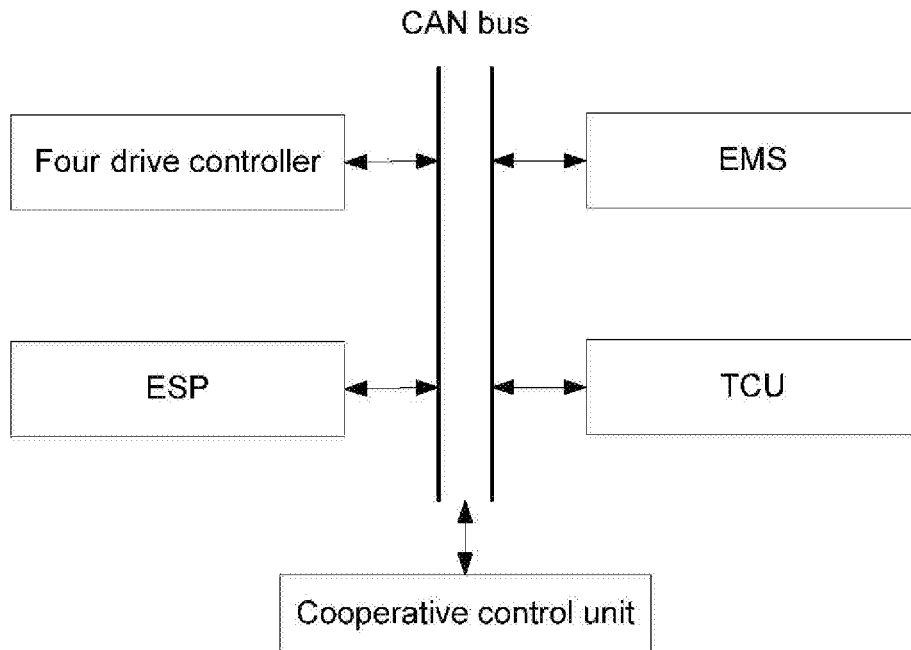 CAN bus
Four drive controller
EMS
ESP
TCU
Cooperative control unit